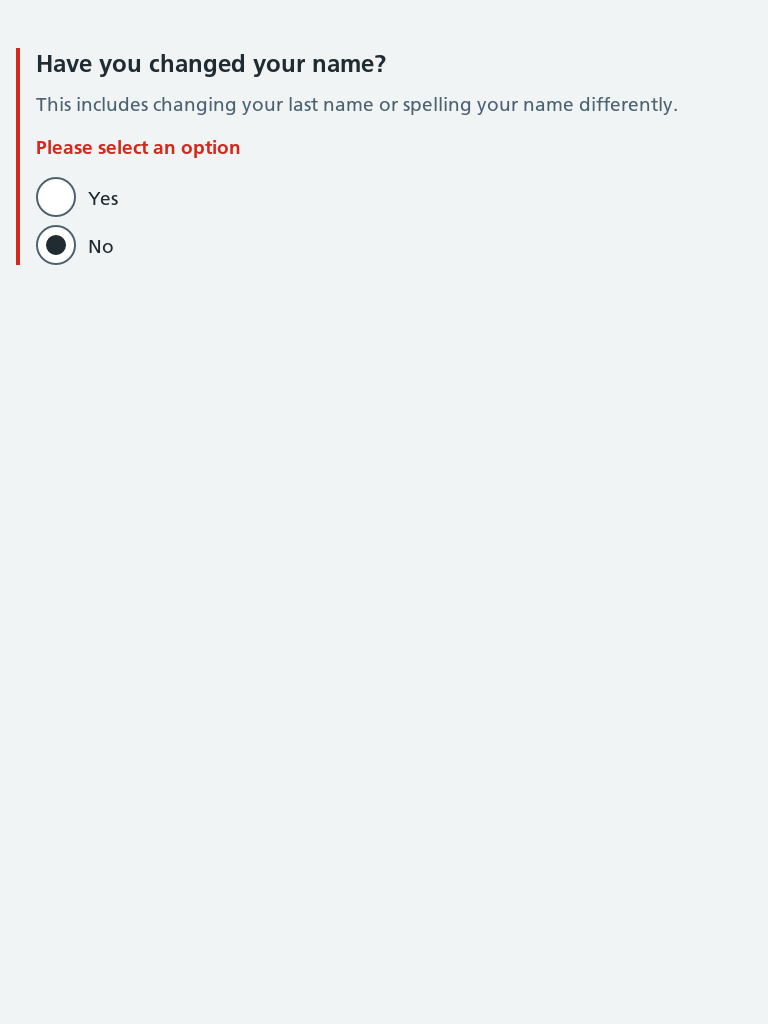 Have you changed your name?
This includes changing your last name or spelling your name differently.
Please select an option
Yes
No